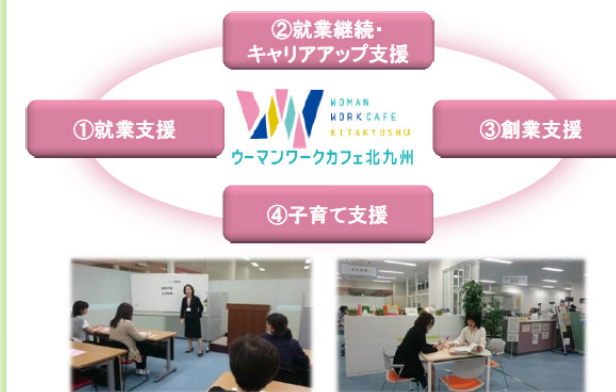 ②就業継続・
キャリアアップ支援
①就業支援
WOMAN
WORK CAFE
KITAKYUSHU
ウーマンワークカフェ北九州
③創業支援
④子育て支援